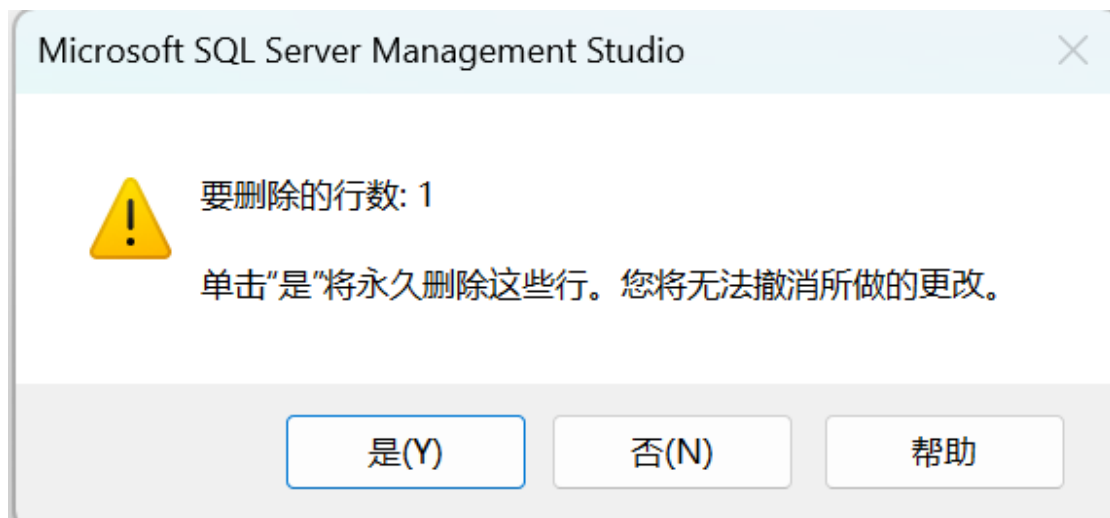 Microsoft SQL Server Management Studio
要删除的行数: 1
单击“是”将永久删除这些行。您将无法撤消所做的更改。
是(Y)
否(N)
帮助